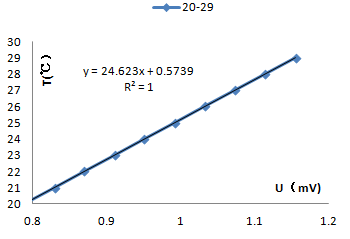 20-29
30
29
28
27
26
25
24
23
22
21
20
T(℃)
y = 24.623x + 0.5739
R² = 1
U（mV)
0.8 0.9 1 1.1 1.2